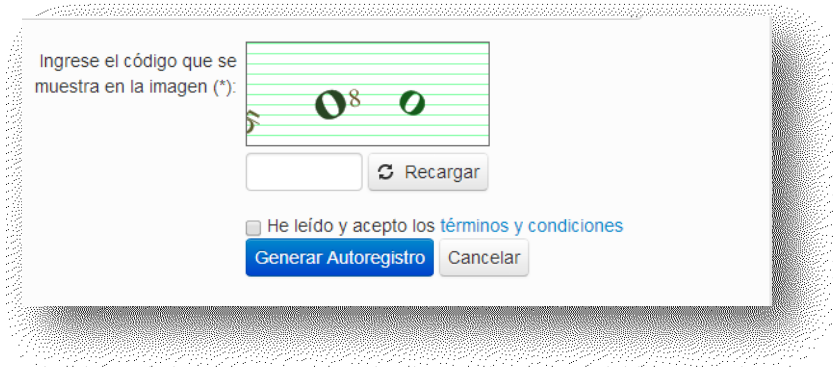 Ingrese el código que se
muestra en la imagen (*):
Recargar
He leído y acepto los términos y condiciones
Generar Autoregistro Cancelar